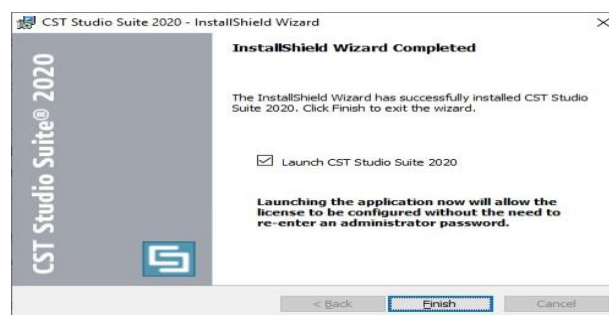 CST Studio Suite 2020 - InstallShield Wizard
CST Studio Suite® 2020
InstallShield Wizard Completed
The InstallShield Wizard has successfully installed CST Studio
Suite 2020. Click Finish to exit the wizard.
Launch CST Studio Suite 2020
Launching the application now will allow the
license to be configured without the need to
re-enter an administrator password.
< Back
Finish
Cancel